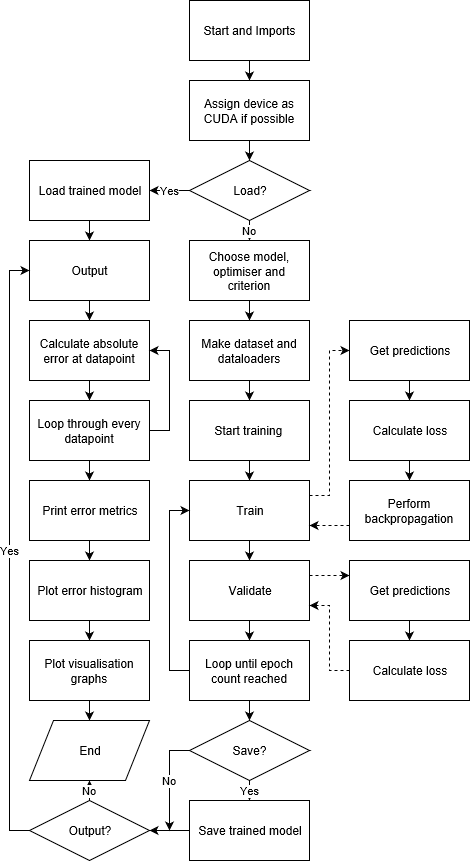 Start and Imports
Assign device as
CUDA if possible
Load?
Yes
No
Load trained model
Output
Calculate absolute
error at datapoint
Loop through every
datapoint
Print error metrics
Plot error histogram
Plot visualisation
graphs
End
Choose model,
optimiser and
criterion
Make dataset and
dataloaders
Start training
Train
Validate
Loop until epoch
count reached
Save?
No
Yes
Save trained model
Output?
No
Yes
Get predictions
Calculate loss
Perform
backpropagation
Get predictions
Calculate loss